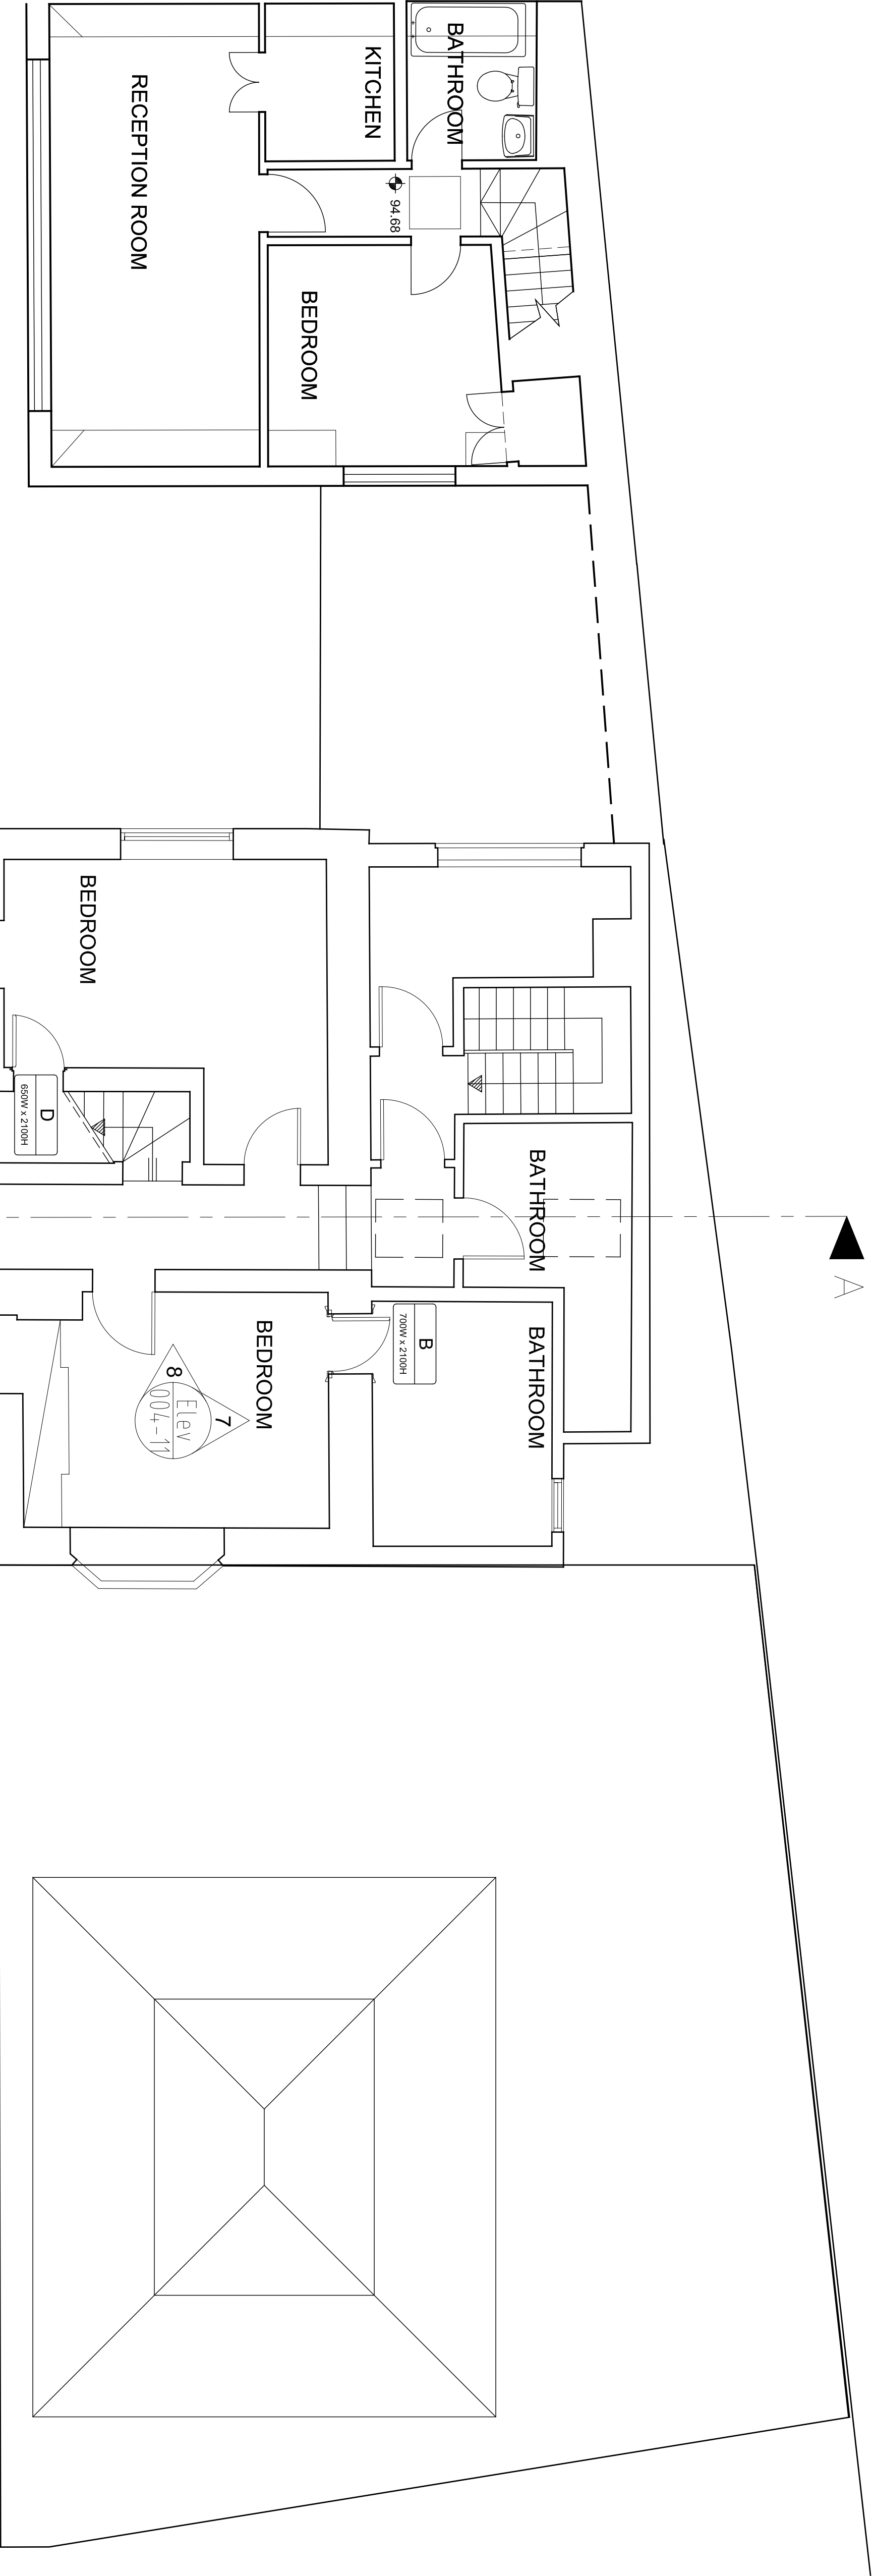 BATHROOM
KITCHEN
RECEPTION ROOM
94.68
BEDROOM
BEDROOM
D
650W x 2100H
BATHROOM
A
B
700W x 2100H
BATHROOM
BEDROOM
7
8
Elev
004-11